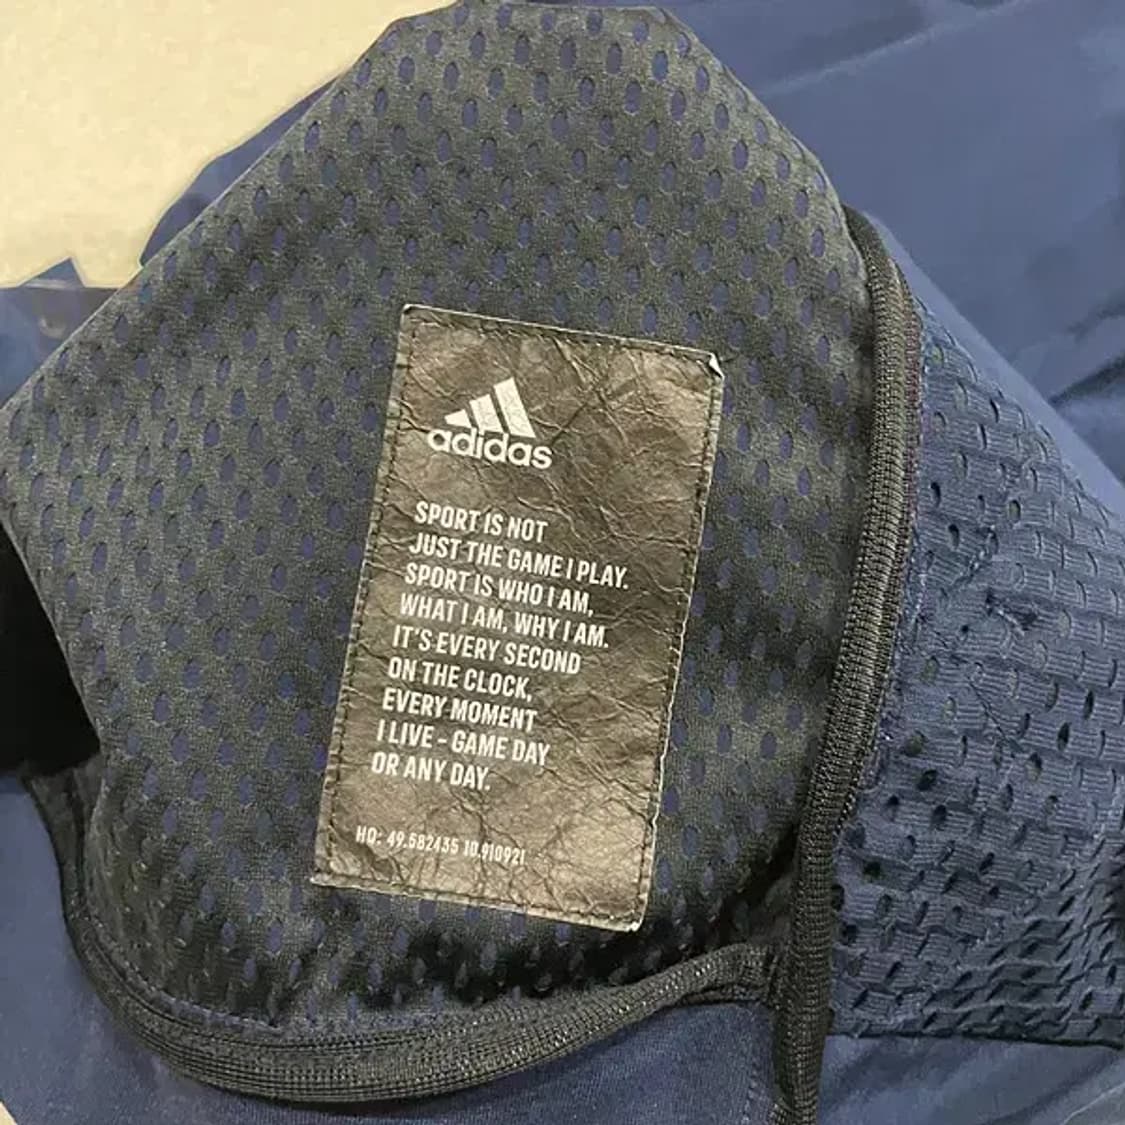 adidas
SPORT IS NOT
JUST THE GAME I PLAY.
SPORT IS WHO I AM,
WHAT I AM, WHY I AM.
IT'S EVERY SECOND
ON THE CLOCK,
EVERY MOMENT
I LIVE - GAME DAY
OR ANY DAY.
HQ: 49.582435 10.910921